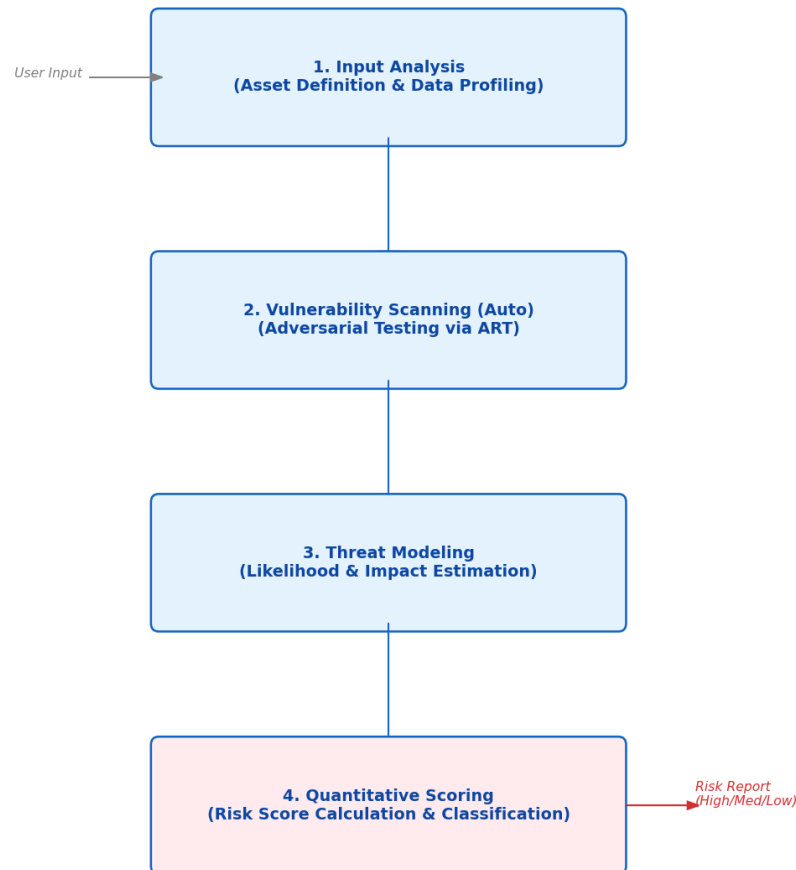 User Input
1. Input Analysis
(Asset Definition & Data Profiling)
2. Vulnerability Scanning (Auto)
(Adversarial Testing via ART)
3. Threat Modeling
(Likelihood & Impact Estimation)
4. Quantitative Scoring
(Risk Score Calculation & Classification)
Risk Report
(High/Med/Low)